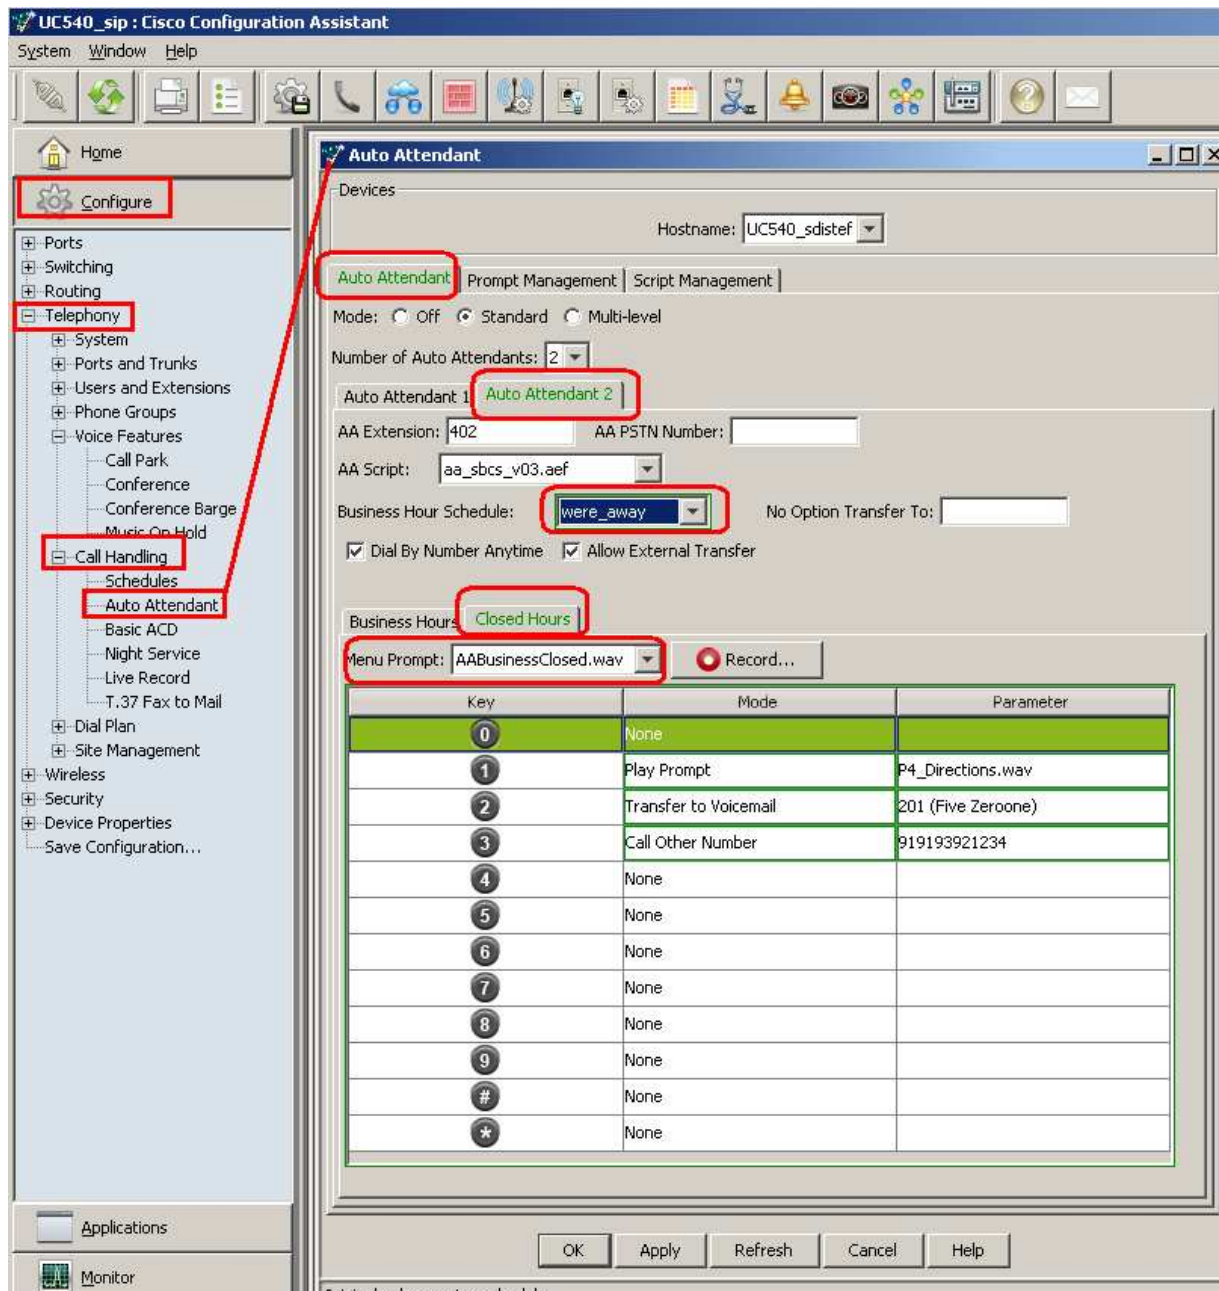 UC540_sip : Cisco Configuration Assistant
System Window Help
Home
Configure
Ports
Switching
Routing
Telephony
System
Ports and Trunks
Users and Extensions
Phone Groups
Voice Features
Call Park
Conference
Conference Barge
Music On Hold
Call Handling
Schedules
Auto Attendant
Basic ACD
Night Service
Live Record
T.37 Fax to Mail
Dial Plan
Site Management
Wireless
Security
Device Properties
Save Configuration...
Applications
Monitor
Auto Attendant
Devices
Hostname: UC540_sdistef
Auto Attendant Prompt Management Script Management
Mode: Off Standard Multi-level
Number of Auto Attendants: 2
Auto Attendant 1 Auto Attendant 2
AA Extension: 402 AA PSTN Number:
AA Script: aa_sbcs_v03.aef
Business Hour Schedule: were_away No Option Transfer To:
Dial By Number Anytime Allow External Transfer
Business Hours Closed Hours
Menu Prompt: AABusinessClosed.wav Record...
Key Mode Parameter
0 None
1 Play Prompt P4_Directions.wav
2 Transfer to Voicemail 201 (Five Zeroone)
3 Call Other Number 919193921234
4 None
5 None
6 None
7 None
8 None
9 None
# None
* None
OK Apply Refresh Cancel Help